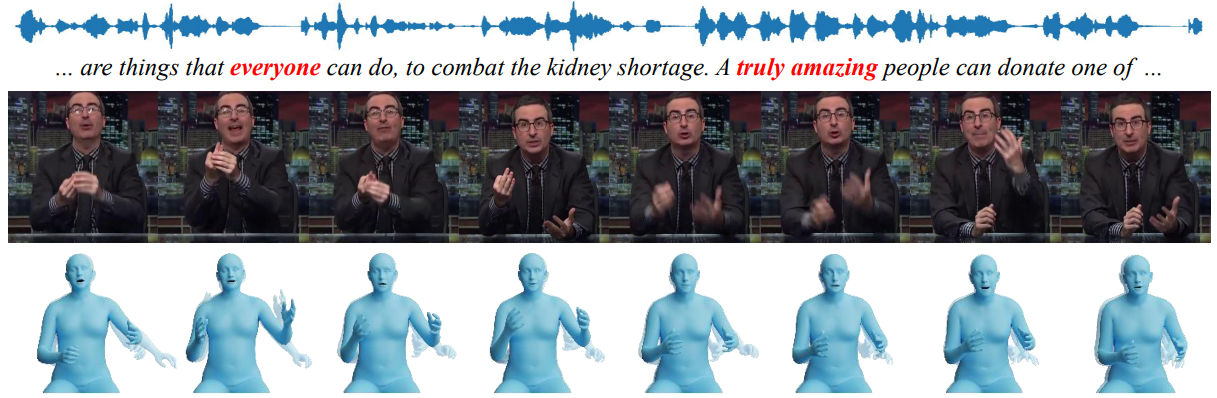 ... are things that everyone can do, to combat the kidney shortage. A truly amazing people can donate one of ...